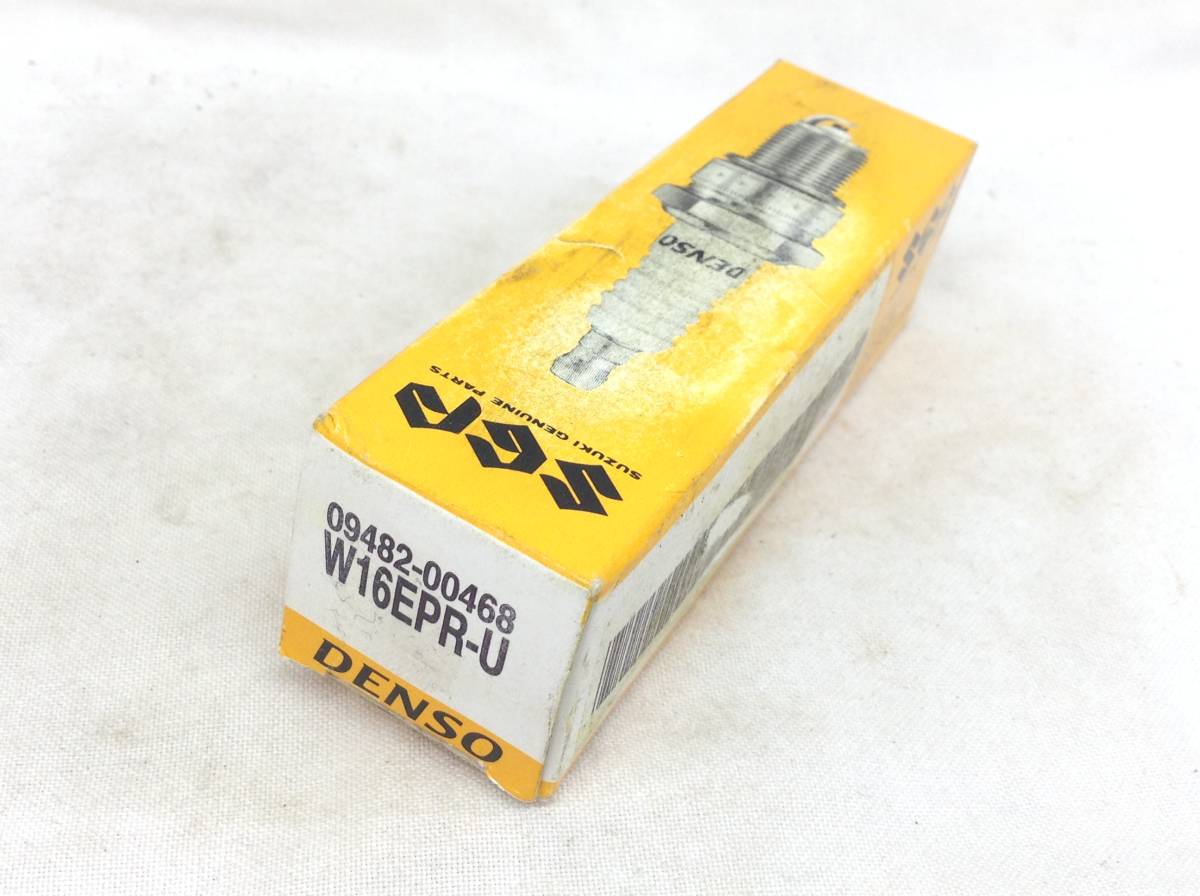 DENSO
SGP
SUZUKI GENUINE PARTS
09482-00468
W16EPR-U
DENSO